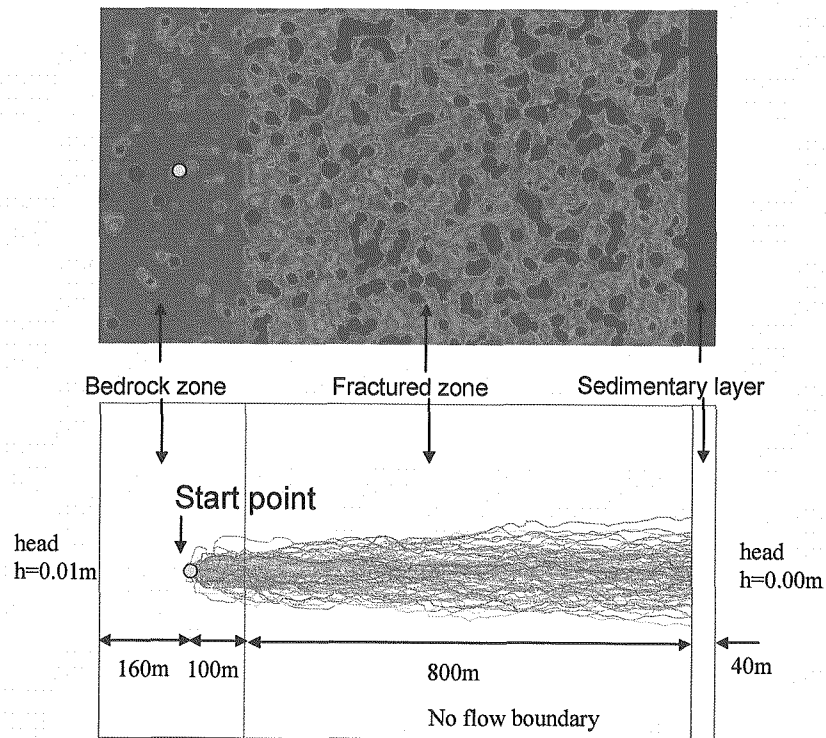 Bedrock zone
Fractured zone
Sedimentary layer
Start point
head
h=0.01m
head
h=0.00m
160m
100m
800m
40m
No flow boundary